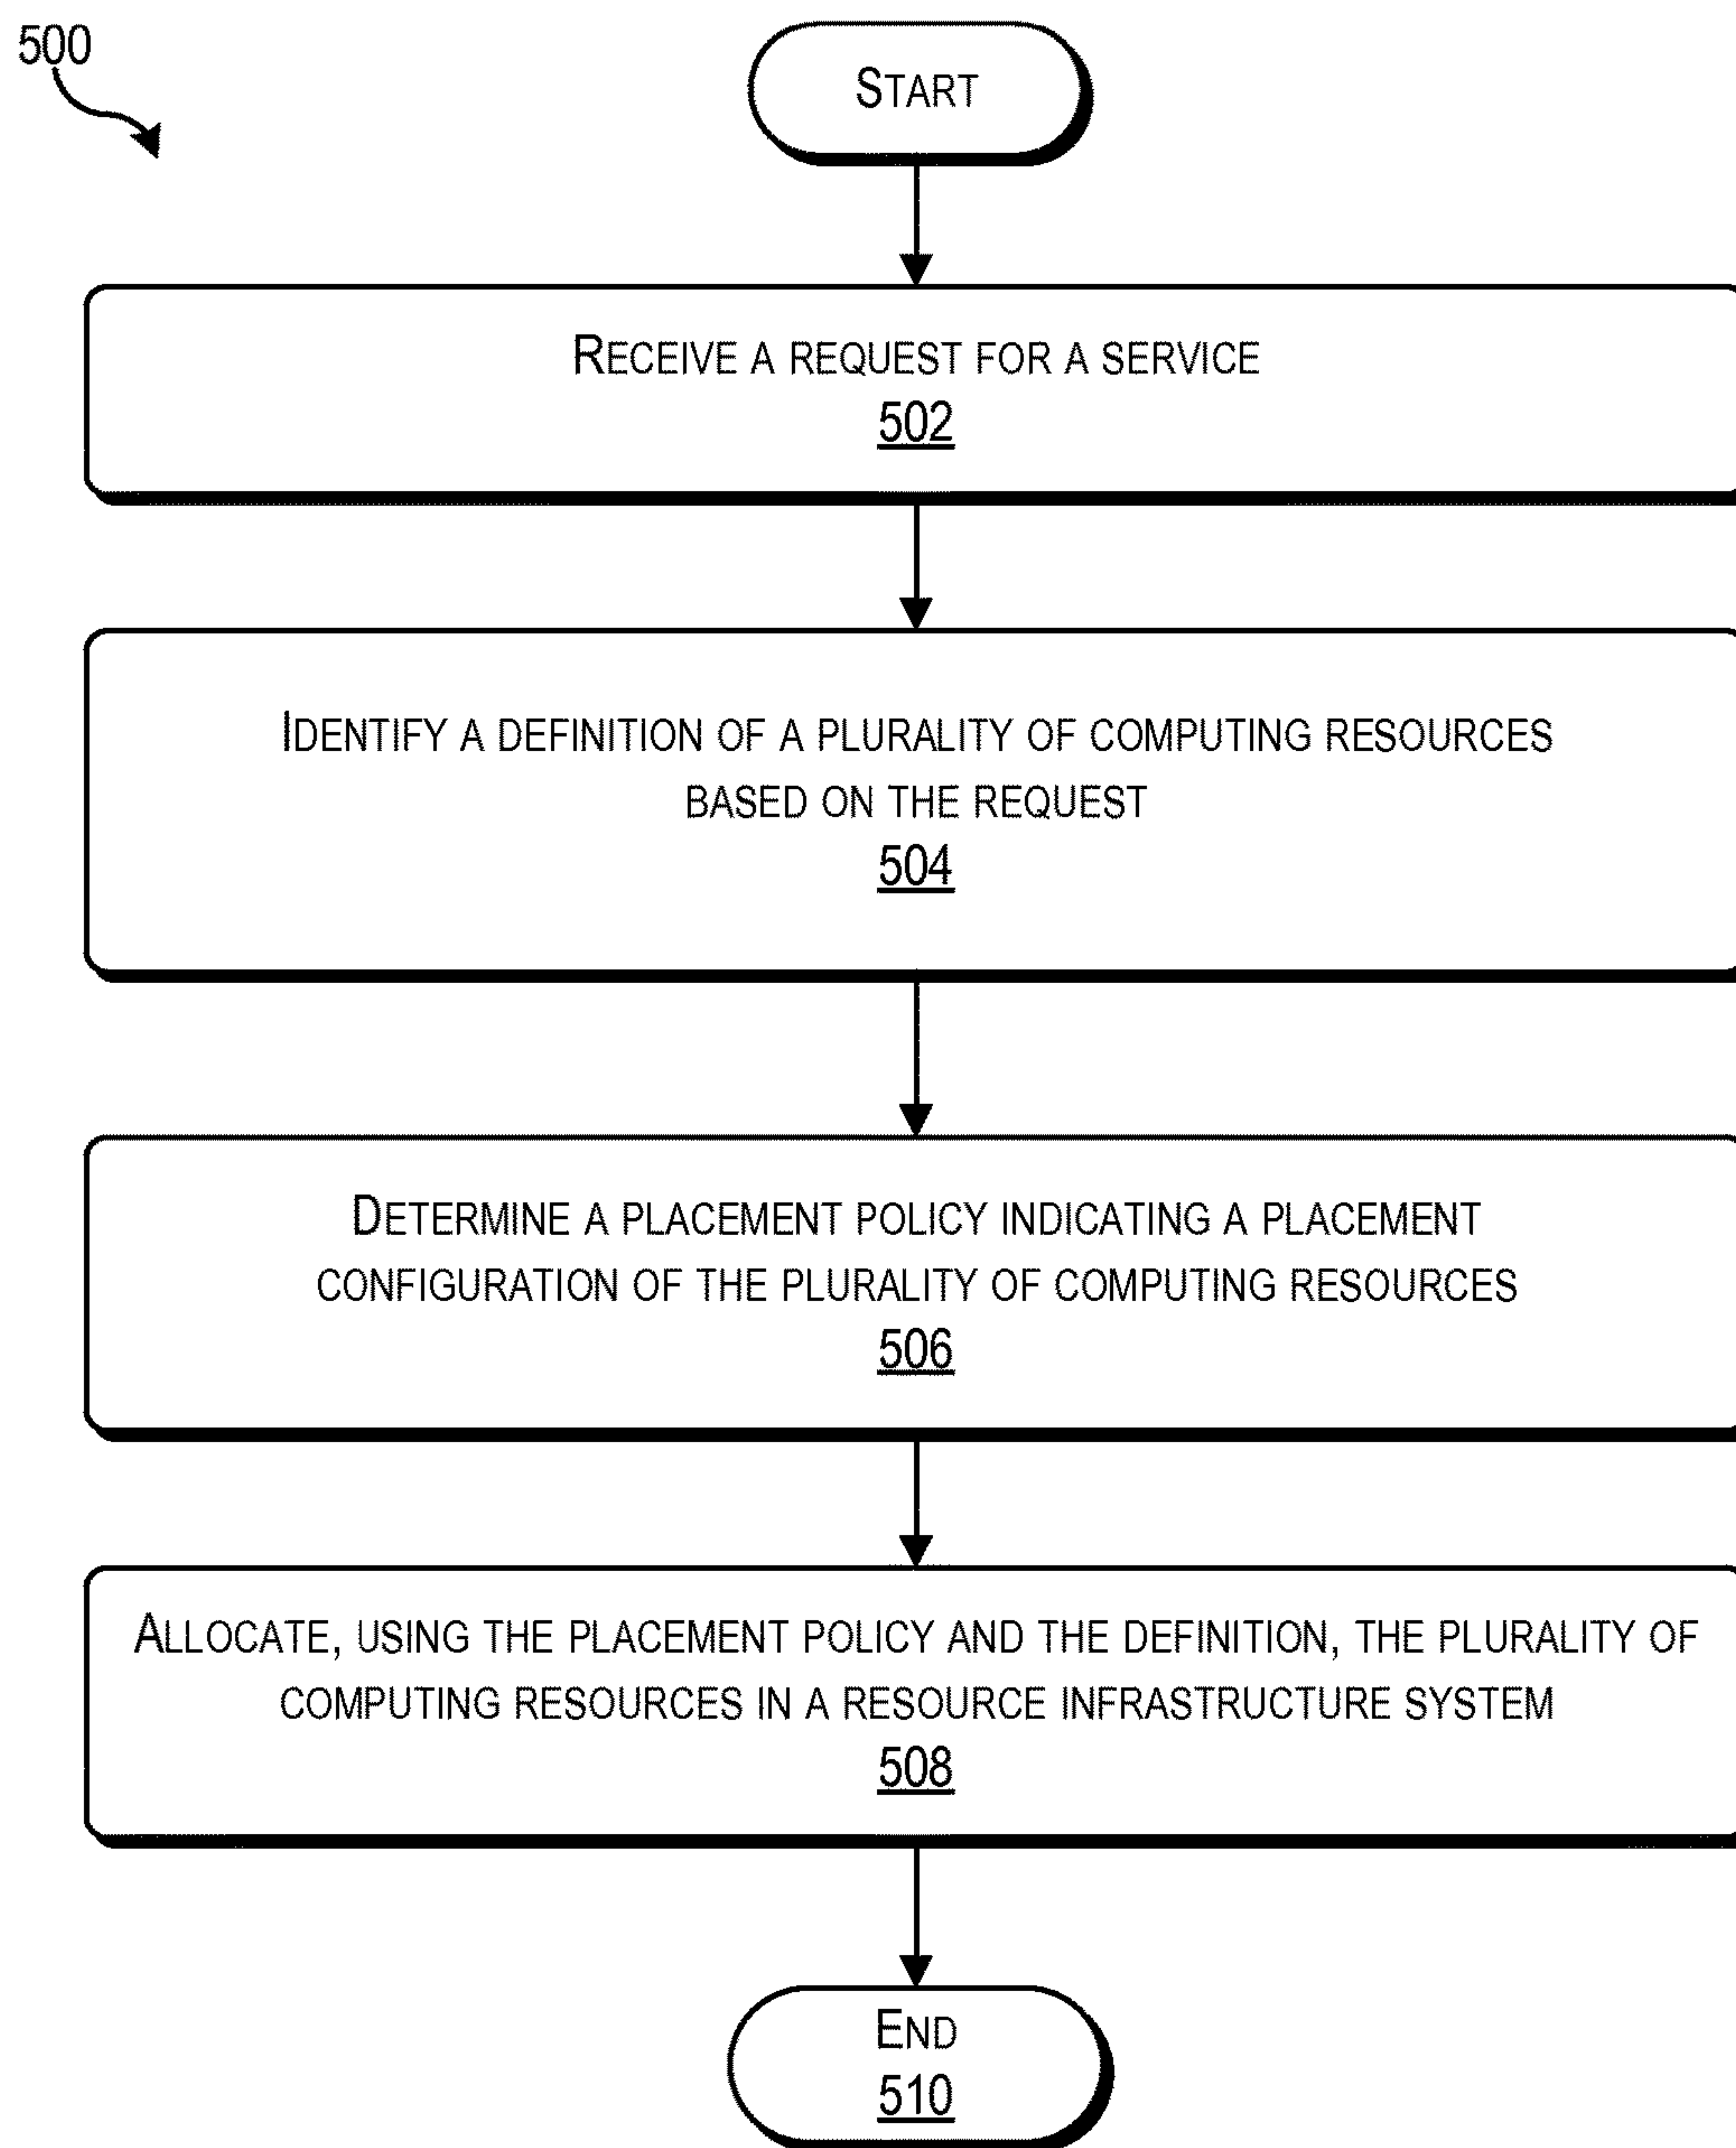 500
START
RECEIVE A REQUEST FOR A SERVICE
502
IDENTIFY A DEFINITION OF A PLURALITY OF COMPUTING RESOURCES
BASED ON THE REQUEST
504
DETERMINE A PLACEMENT POLICY INDICATING A PLACEMENT
CONFIGURATION OF THE PLURALITY OF COMPUTING RESOURCES
506
ALLOCATE, USING THE PLACEMENT POLICY AND THE DEFINITION, THE PLURALITY OF
COMPUTING RESOURCES IN A RESOURCE INFRASTRUCTURE SYSTEM
508
END
510